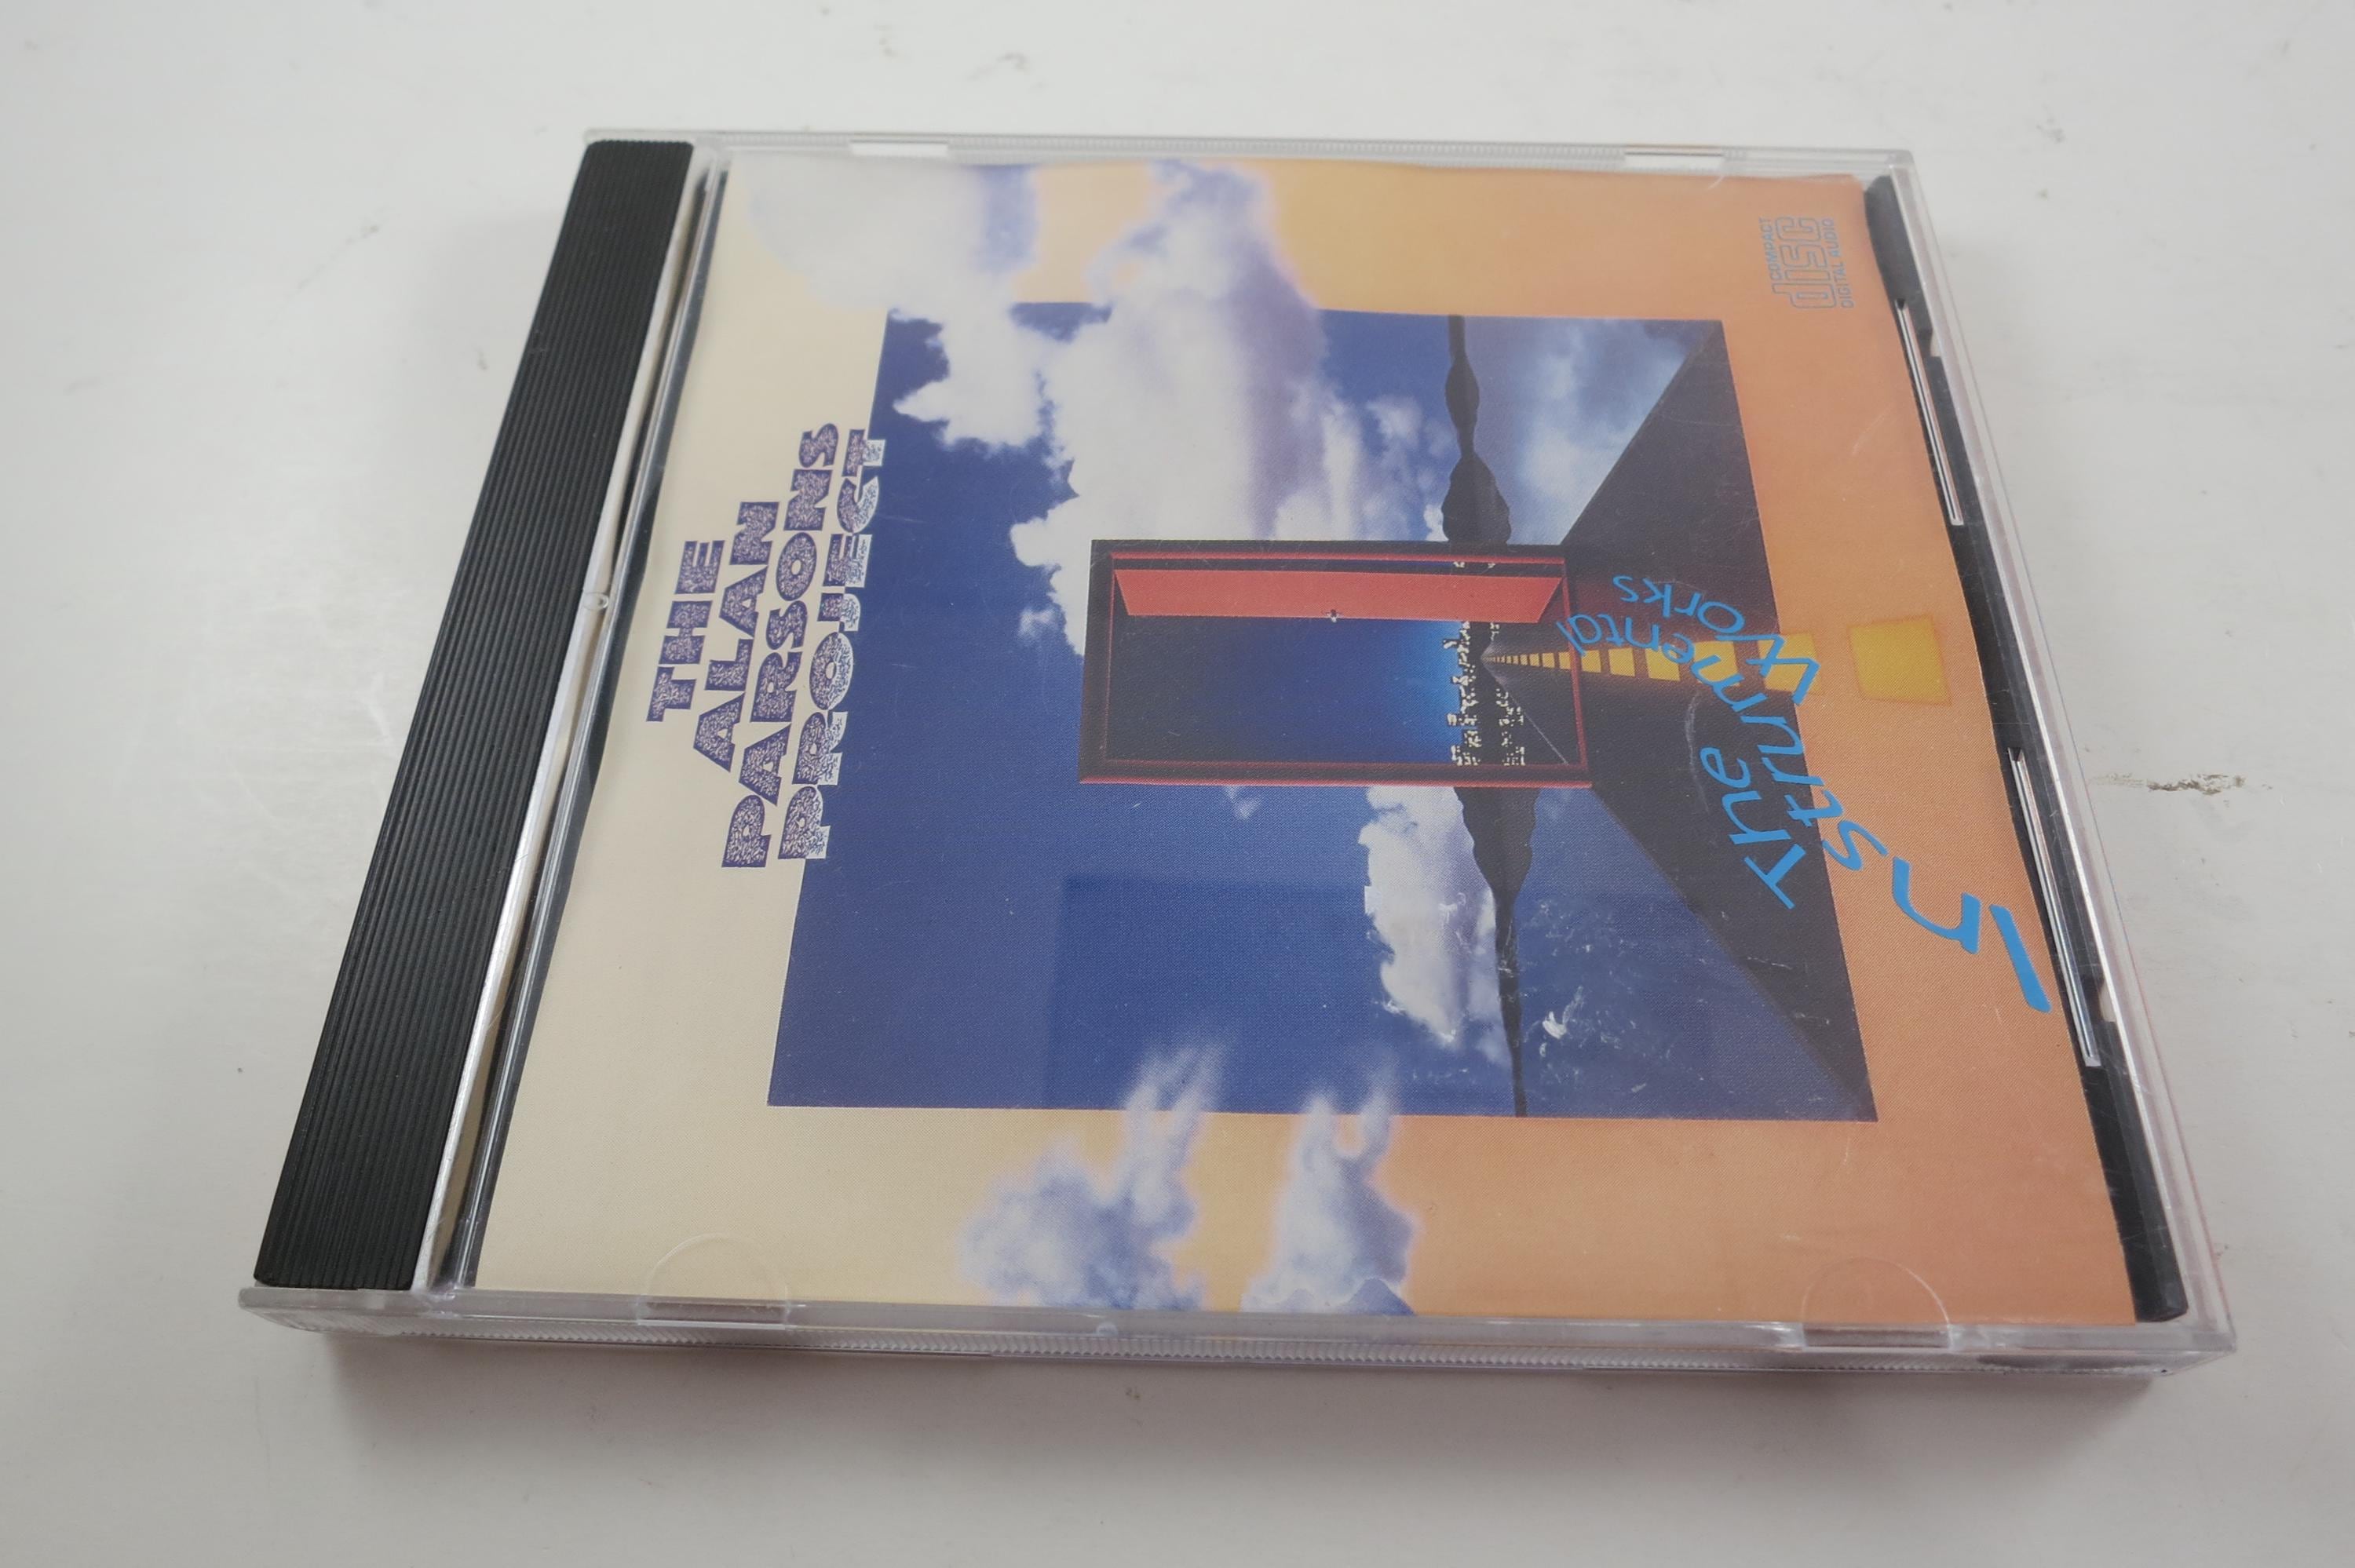 THE
ALAN
PARSONS
PROJECT
The
Instrumental
Works
COMPACT
disc
DIGITAL AUDIO